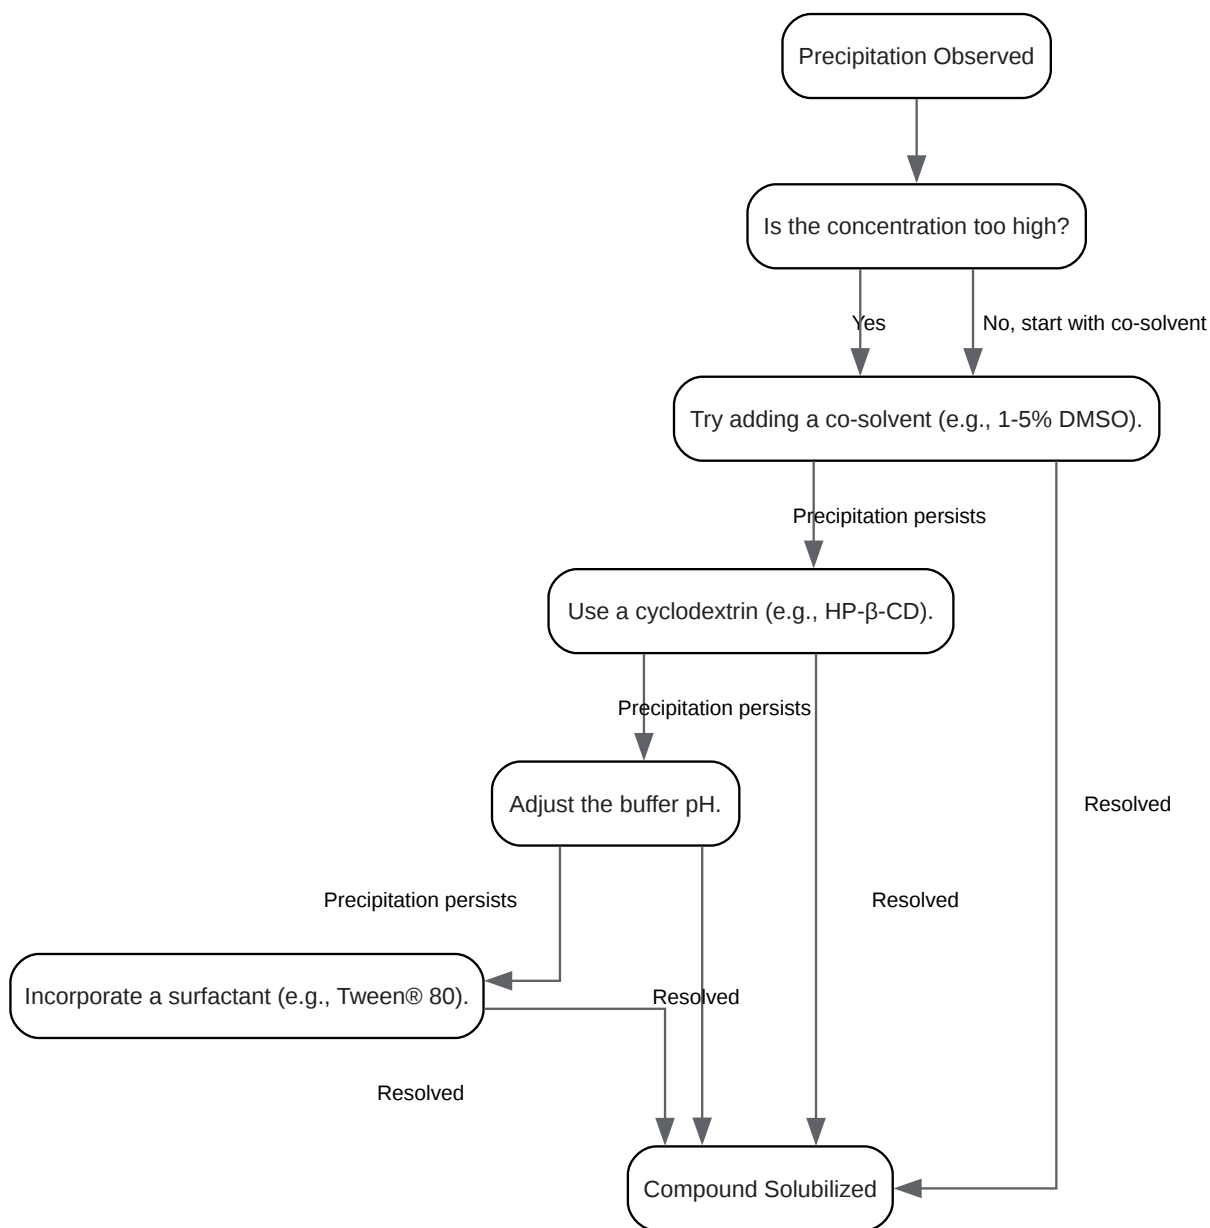 Precipitation Observed
Is the concentration too high?
Yes
No, start with co-solvent
Try adding a co-solvent (e.g., 1-5% DMSO).
Precipitation persists
Use a cyclodextrin (e.g., HP-β-CD).
Precipitation persists
Adjust the buffer pH.
Resolved
Precipitation persists
Resolved
Incorporate a surfactant (e.g., Tween® 80).
Resolved
Resolved
Compound Solubilized